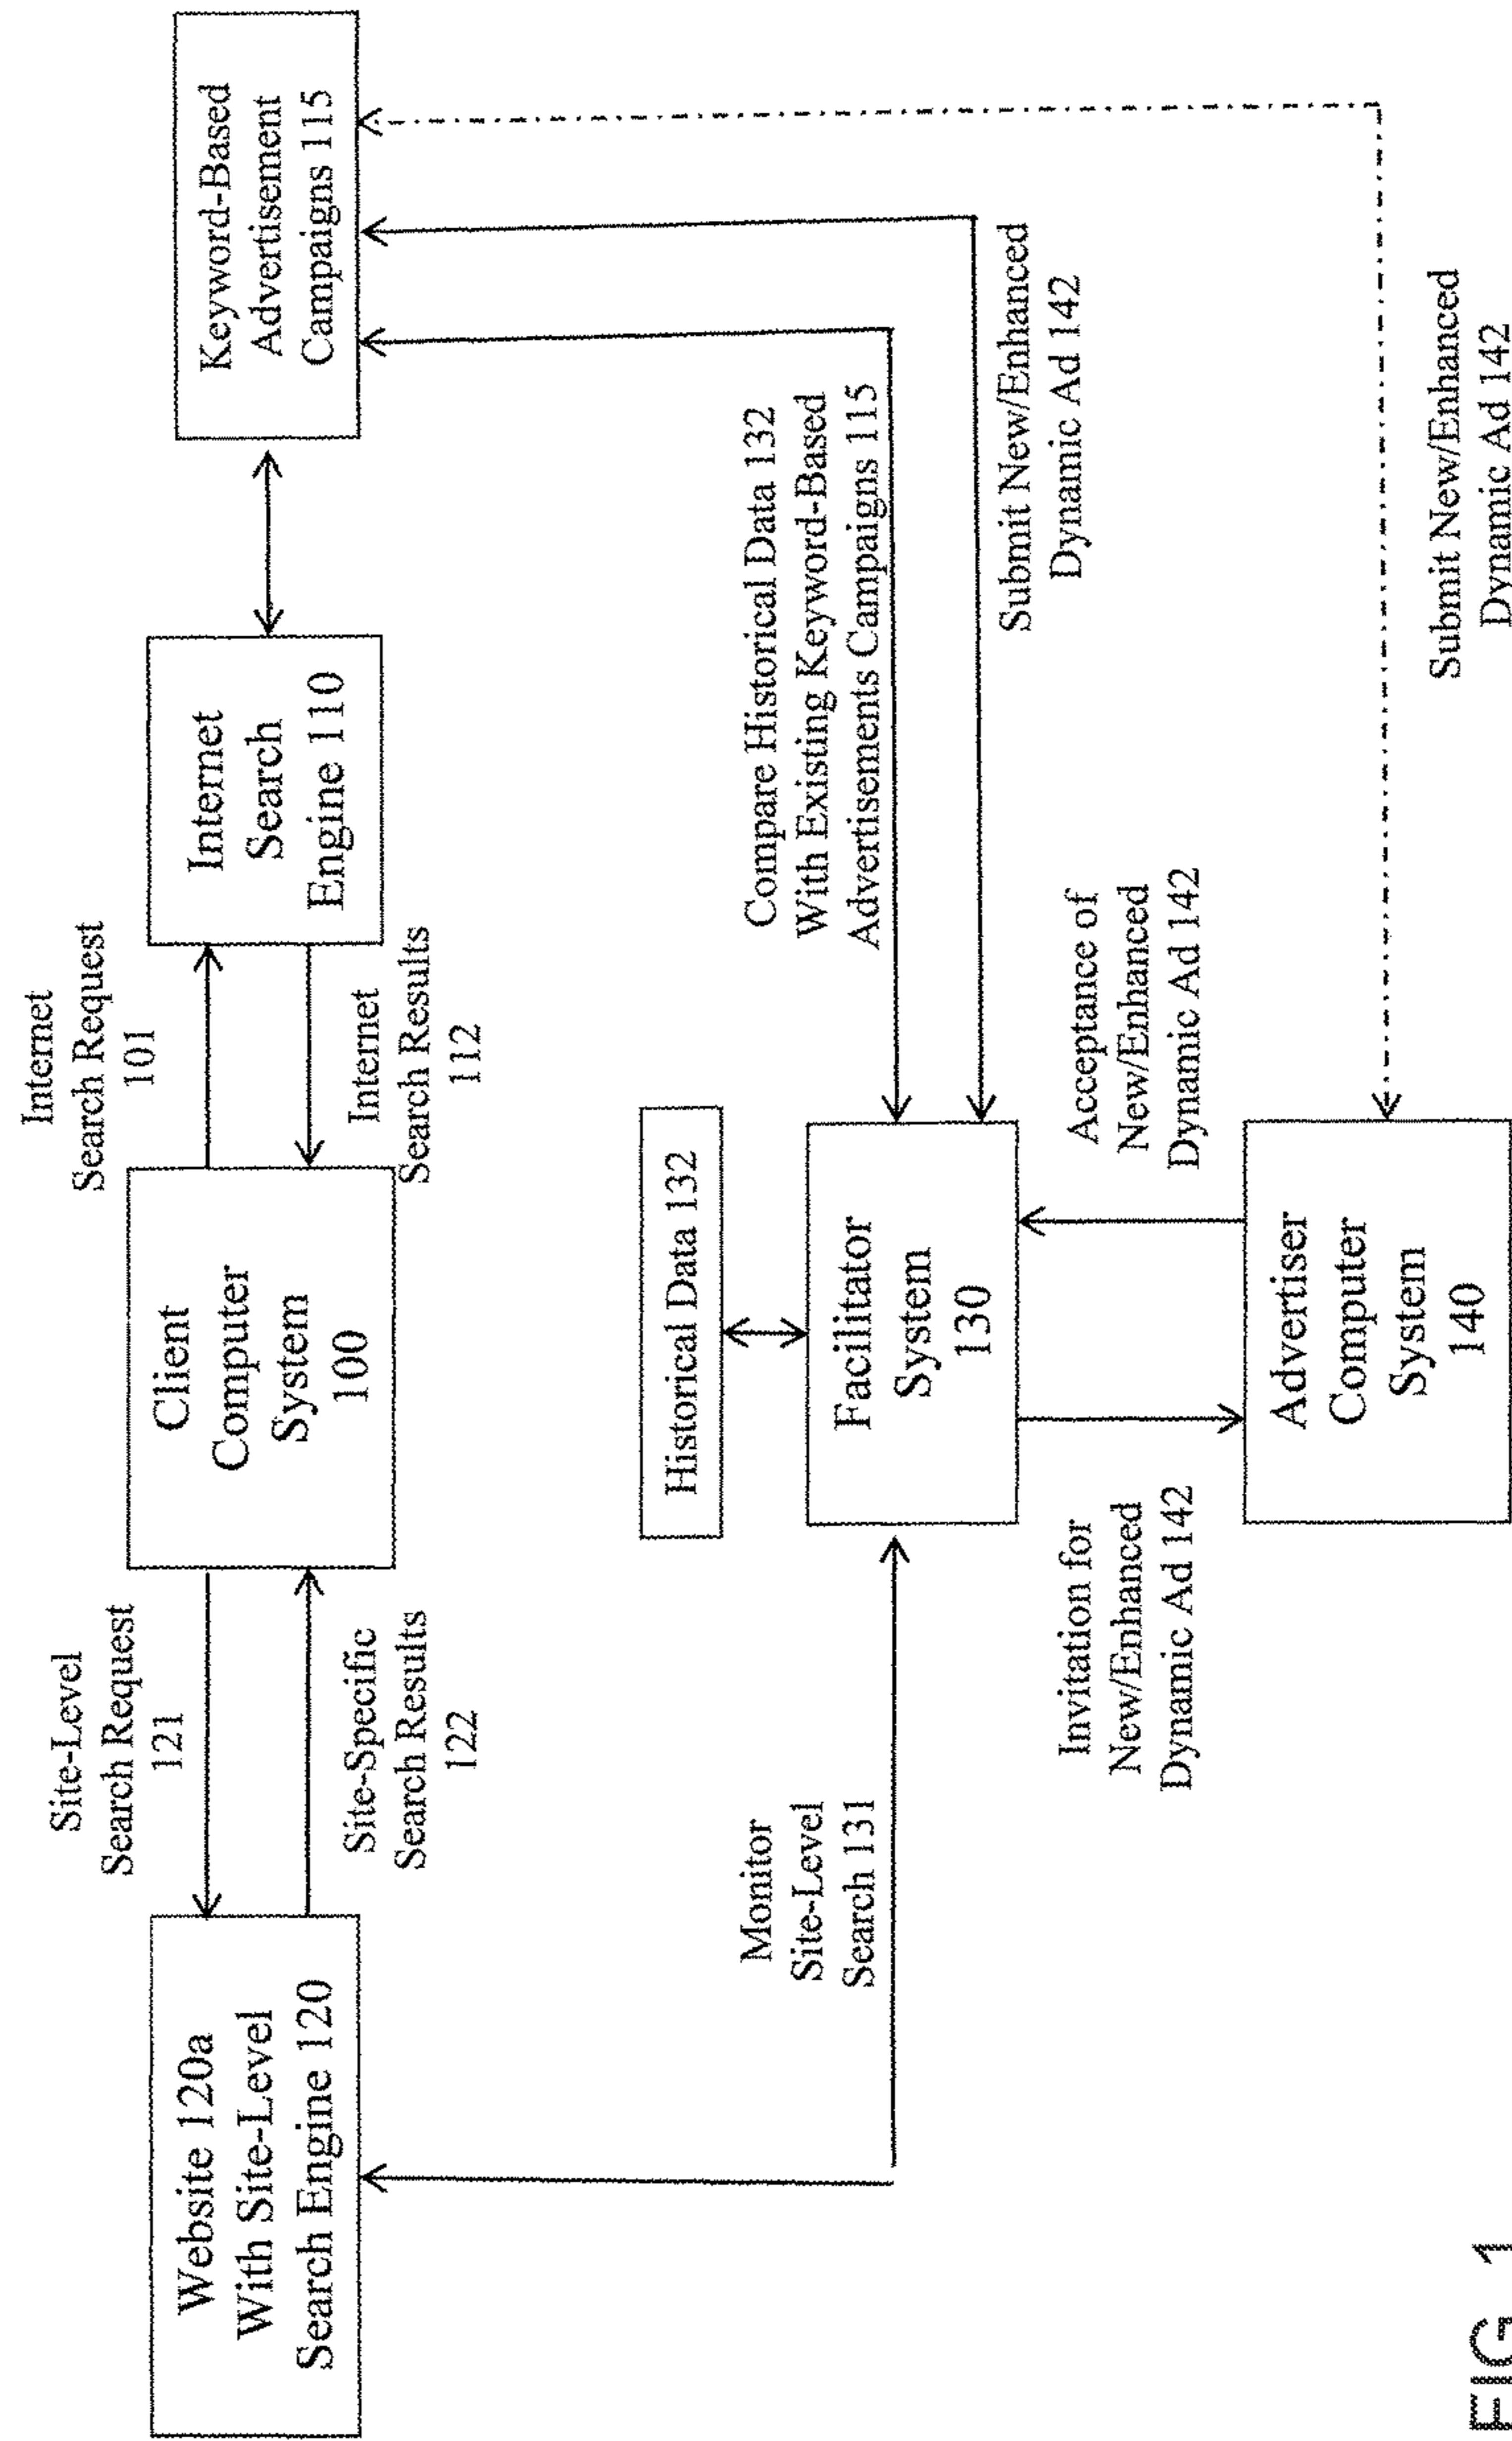 Website 120a
With Site-Level
Search Engine 120
Site-Level
Search Request
121
Site-Specific
Search Results
122
Client
Computer
System
100
Internet
Search Request
101
Internet
Search Results
112
Internet
Search
Engine 110
Keyword-Based
Advertisement
Campaigns 115
Monitor
Site-Level
Search 131
Historical Data 132
Facilitator
System
130
Compare Historical Data 132
With Existing Keyword-Based
Advertisements Campaigns 115
Submit New/Enhanced
Dynamic Ad 142
Invitation for
New/Enhanced
Dynamic Ad 142
Acceptance of
New/Enhanced
Dynamic Ad 142
Advertiser
Computer
System
140
Submit New/Enhanced
Dynamic Ad 142
FIG. 1